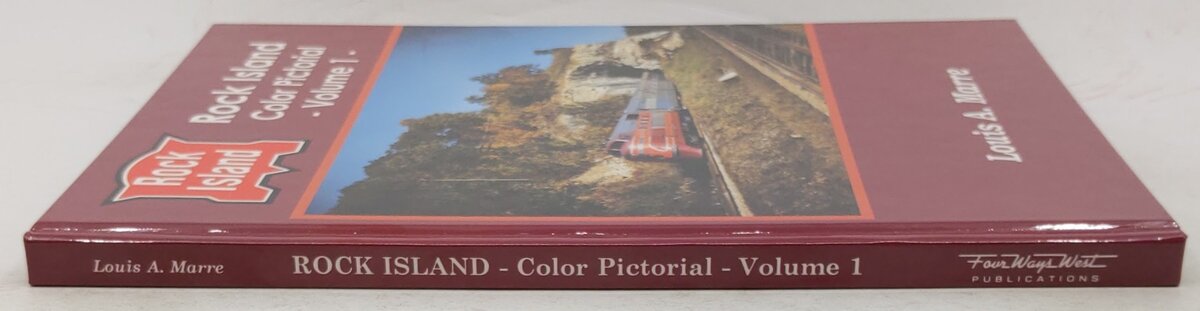 Rock Island
Color Pictorial
- Volume 1 -
Rock
Island
Louis A. Marre
Louis A. Marre
ROCK ISLAND - Color Pictorial - Volume 1
Four Ways West
PUBLICATIONS